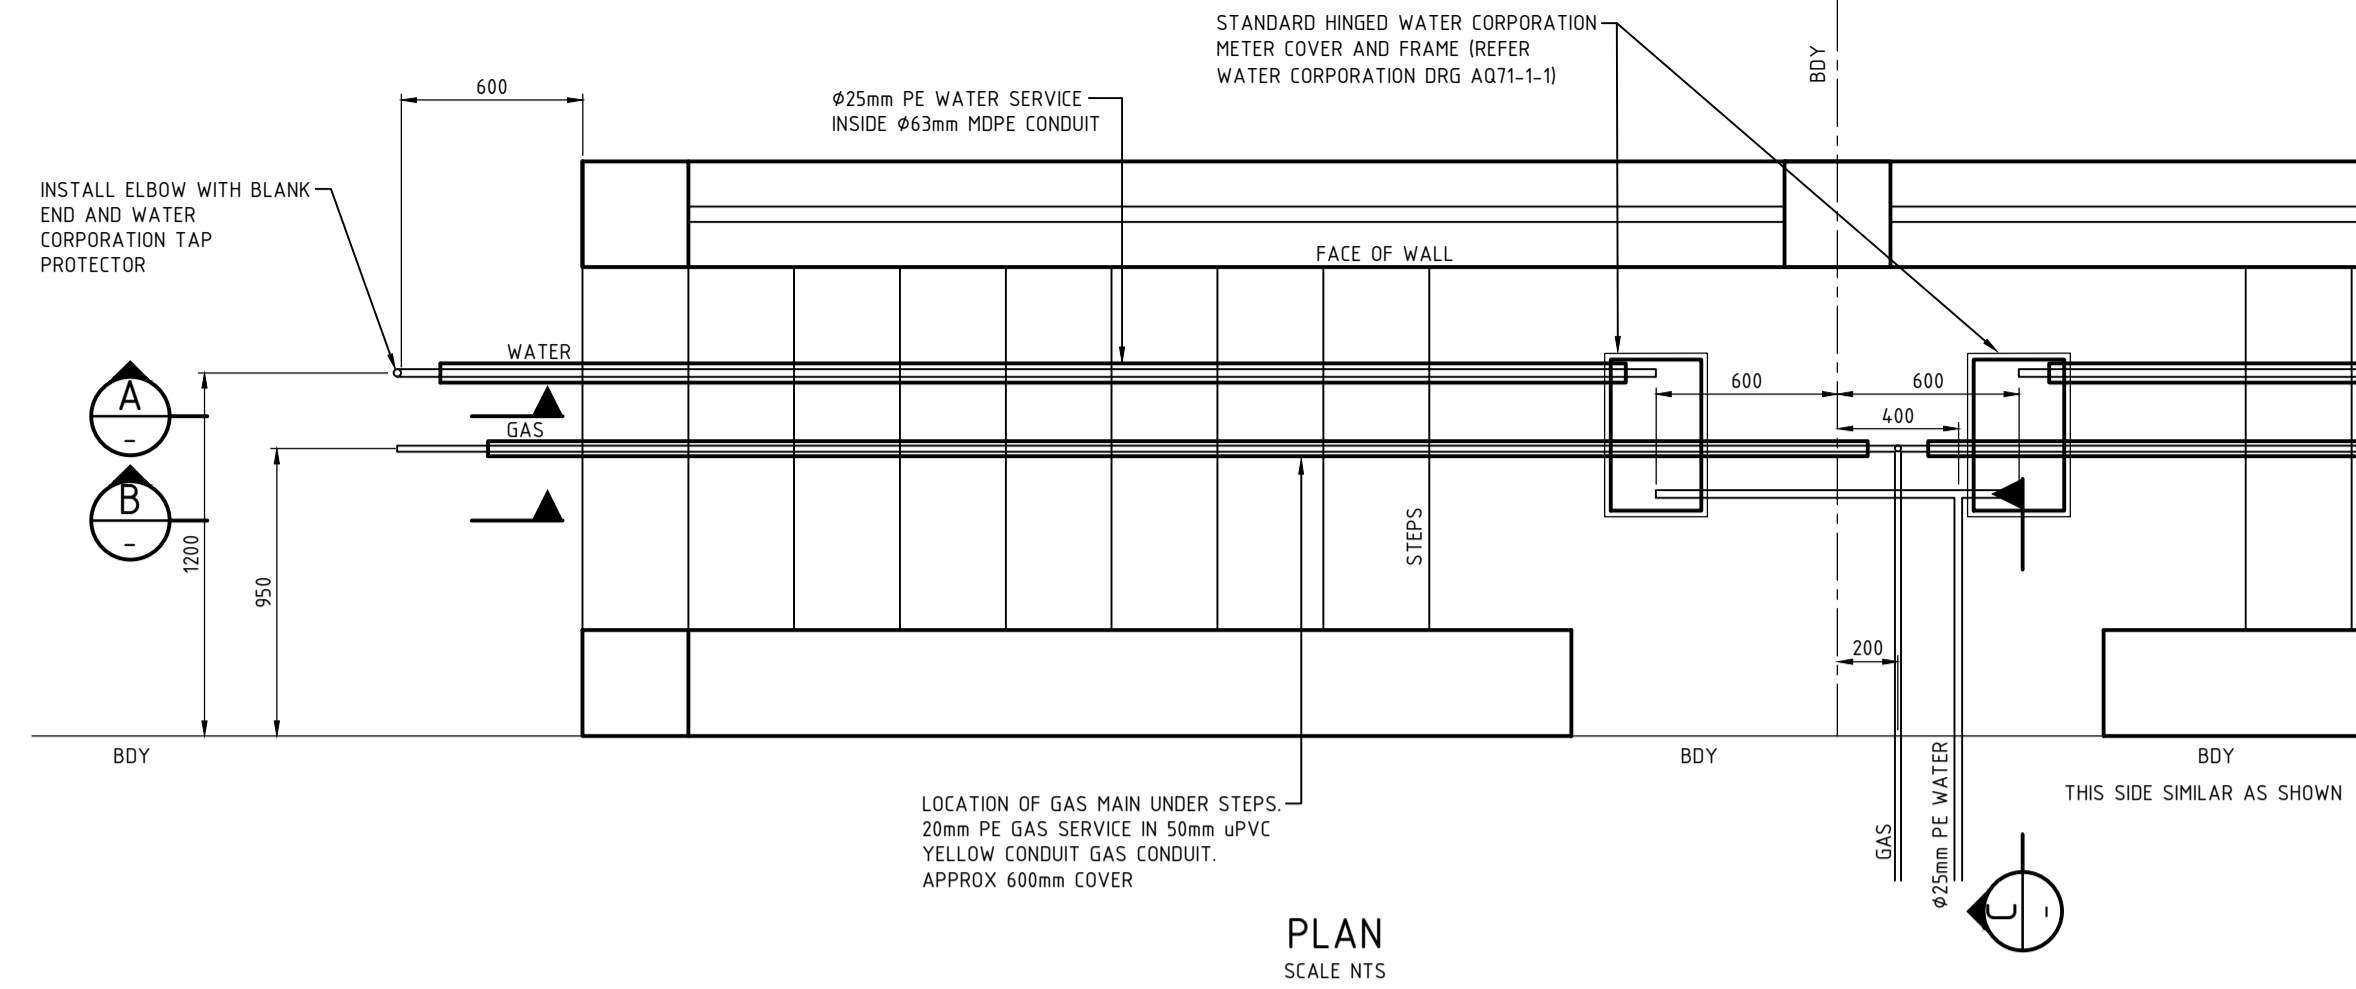 STANDARD HINGED WATER CORPORATION
METER COVER AND FRAME (REFER
WATER CORPORATION DRG AQ71-1-1)
BDY
600
Ø25mm PE WATER SERVICE
INSIDE Ø63mm MDPE CONDUIT
INSTALL ELBOW WITH BLANK
END AND WATER
CORPORATION TAP
PROTECTOR
FACE OF WALL
WATER
A
-
GAS
B
-
1200
950
STEPS
600
600
400
200
BDY
BDY
BDY
THIS SIDE SIMILAR AS SHOWN
GAS
Ø25mm PE WATER
LOCATION OF GAS MAIN UNDER STEPS.
20mm PE GAS SERVICE IN 50mm uPVC
YELLOW CONDUIT GAS CONDUIT.
APPROX 600mm COVER
C
-
PLAN
SCALE NTS